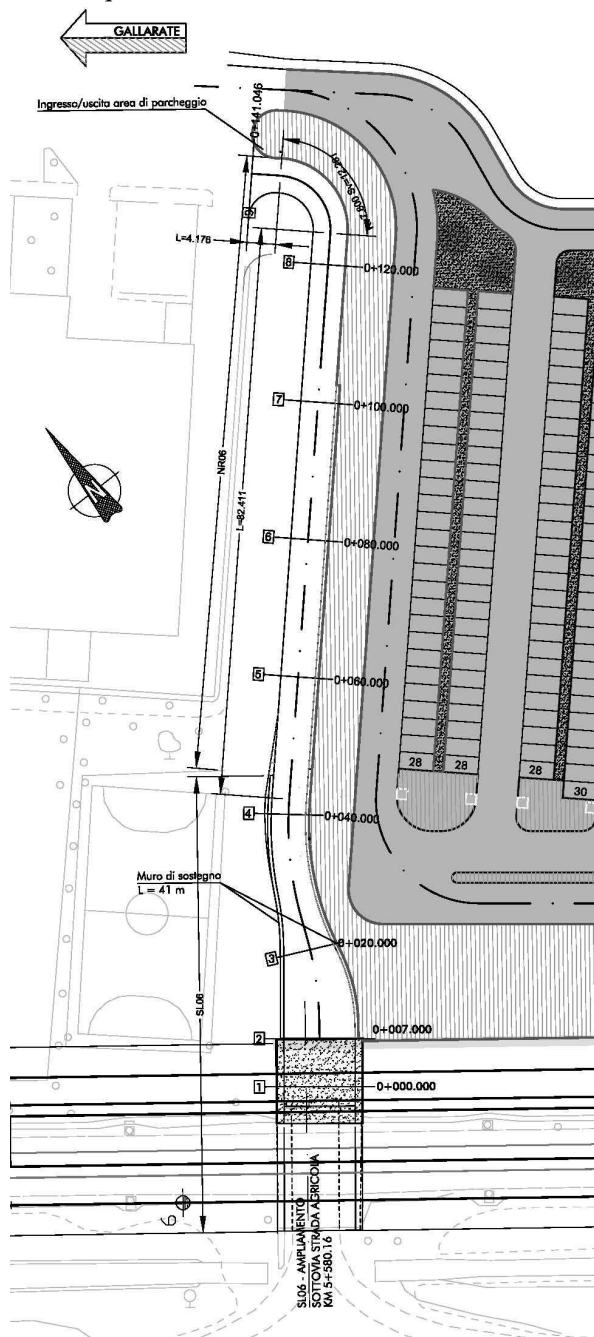 GALLARATE
Ingresso/uscita area di parcheggio
0+141.046
L=4.176
9
8
0+120.000
7
0+100.000
NR06
L=82.411
N
6
0+080.000
5
0+060.000
28
28
28
30
4
0+040.000
Muro di sostegno
L = 41 m
3
0+020.000
SL06
2
0+007.000
1
0+000.000
6
SL06 - AMPLIAMENTO
SOTTOVIA STRADA AGRICOLA
KM 5+580.16